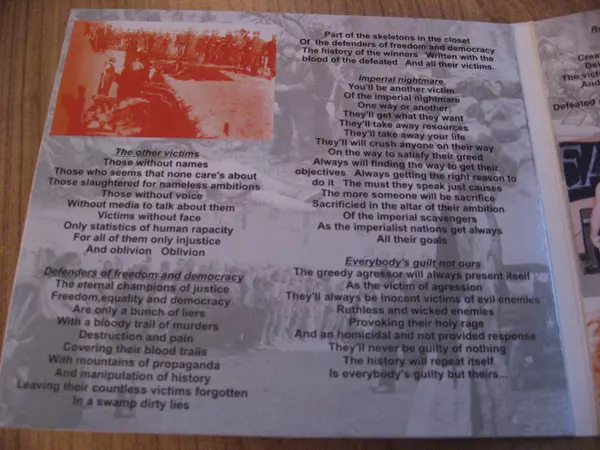 The other victims
Those without names
Those who seems that none care's about
Those slaughtered for nameless ambitions
Those without voice
Without media to talk about them
Victims without face
Only statistics of human rapacity
For all of them only injustice
And oblivion Oblivion
Defenders of freedom and democracy
The eternal champions of justice
Freedom,equality and democracy
Are only a bunch of liers
With a bloody trail of murders
Destruction and pain
Covering their blood trails
With mountains of propaganda
And manipulation of history
Leaving their countless victims forgotten
In a swamp dirty lies
Part of the skeletons in the closet
Of the defenders of freedom and democracy
The history of the winners Written with the
blood of the defeated And all their victims.
Imperial nightmare
You'll be another victim
Of the imperial nightmare
One way or another
They'll get what they want
They'll take away resources
They'll take away your life
They'll will crush anyone on their way
On the way to satisfy their greed
Always will finding the way to get their
objectives Always getting the right reason to
do it The must they speak just causes
The more someone will be sacrifice
Sacrificied in the altar of their ambition
Of the imperial scavengers
As the imperialist nations get always
All their goals
Everybody's guilt not ours
The greedy agressor will always present itself
As the victim of agression
They'll always be inocent victims of evil enemies
Ruthless and wicked enemies
Provoking their holy rage
And an homicidal and not provided response
They'll never be guilty of nothing
The history will repeat itself
Is everybody's guilty but theirs...
Crea
The vict
And
Defeated